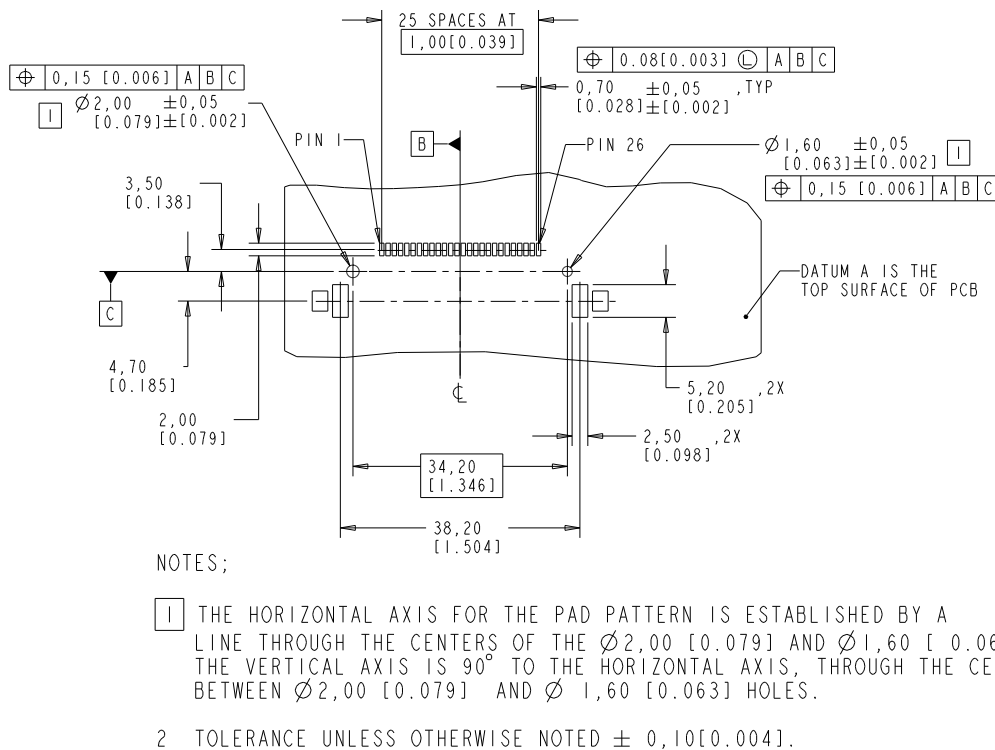 25 SPACES AT
1,00[0.039]
⌖ 0,15 [0.006] A B C
1 Ø2,00 ±0,05
[0.079]±[0.002]
⌖ 0.08[0.003] Ⓛ A B C
0,70 ±0,05 ,TYP
[0.028] ±[0.002]
PIN 1
B
PIN 26
Ø1,60 ±0,05
[0.063]±[0.002] 1
⌖ 0,15 [0.006] A B C
3,50
[0.138]
DATUM A IS THE
TOP SURFACE OF PCB
C
4,70
[0.185]
2,00
[0.079]
℄
5,20 ,2X
[0.205]
2,50 ,2X
[0.098]
34,20
[1.346]
38,20
[1.504]
NOTES;
1 THE HORIZONTAL AXIS FOR THE PAD PATTERN IS ESTABLISHED BY A
LINE THROUGH THE CENTERS OF THE Ø2,00 [0.079] AND Ø1,60 [ 0.06
THE VERTICAL AXIS IS 90° TO THE HORIZONTAL AXIS, THROUGH THE CE
BETWEEN Ø2,00 [0.079] AND Ø 1,60 [0.063] HOLES.
2 TOLERANCE UNLESS OTHERWISE NOTED ± 0,10[0.004].